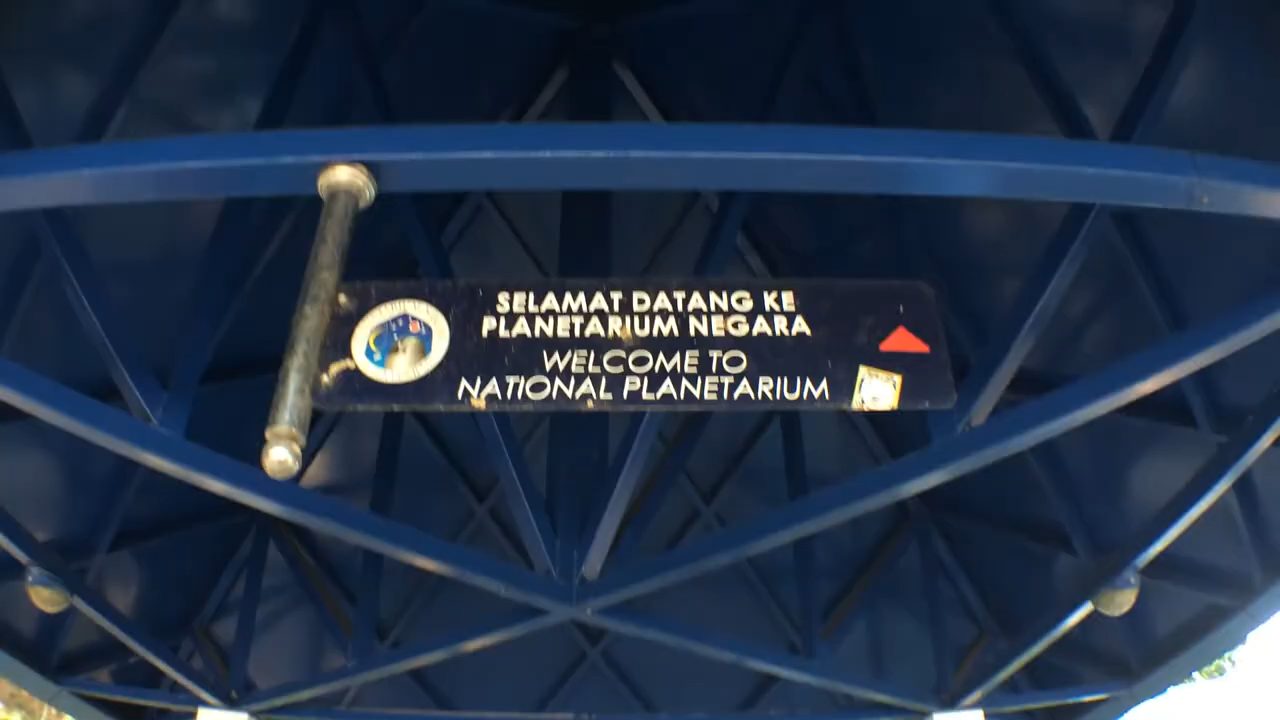 SELAMAT DATANG KE
PLANETARIUM NEGARA
WELCOME TO
NATIONAL PLANETARIUM